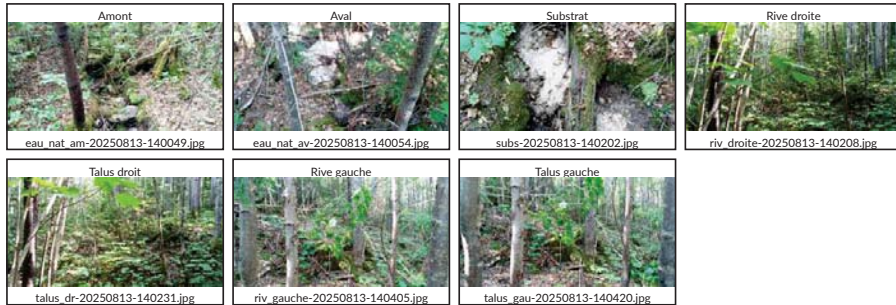 Amont
eau_nat_am-20250813-140049.jpg
Aval
eau_nat_av-20250813-140054.jpg
Substrat
subs-20250813-140202.jpg
Rive droite
riv_droite-20250813-140208.jpg
Talus droit
talus_dr-20250813-140231.jpg
Rive gauche
riv_gauche-20250813-140405.jpg
Talus gauche
talus_gau-20250813-140420.jpg